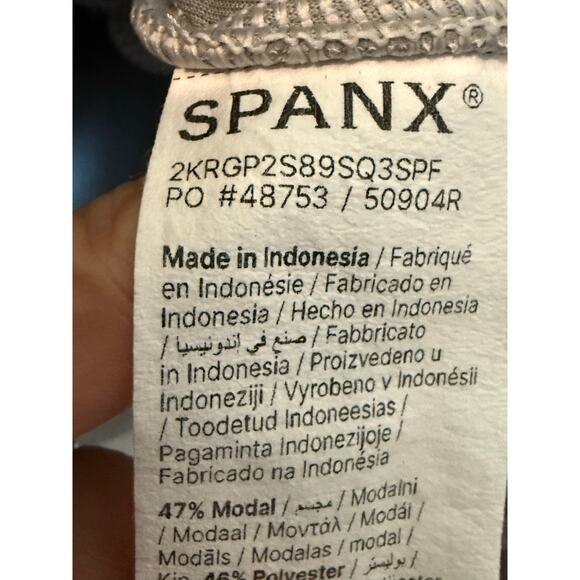 SPANX®
2KRGP2S89SQ3SPF
PO #48753 / 50904R
Made in Indonesia / Fabriqué
en Indonésie / Fabricado en
Indonesia / Hecho en Indonesia
/ صنع في إندونيسيا / Fabbricato
in Indonesia / Proizvedeno u
Indoneziji / Vyrobeno v Indonésii
/ Toodetud Indoneesias /
Pagaminta Indonezijoje /
Fabricado na Indonésia
47% Modal / / Modalni
/ Modaal / Μοντάλ / Modál /
Modāls / Modalas / modal /
46% Polyester / بوليستر /